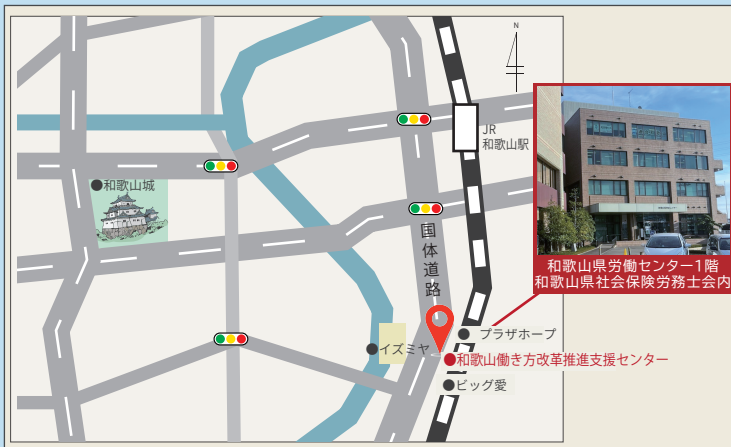 N
JR
和歌山駅
和歌山城
国体道路
和歌山県労働センター1階
和歌山県社会保険労務士会内
プラザホープ
イズミヤ
和歌山働き方改革推進支援センター
ビッグ愛